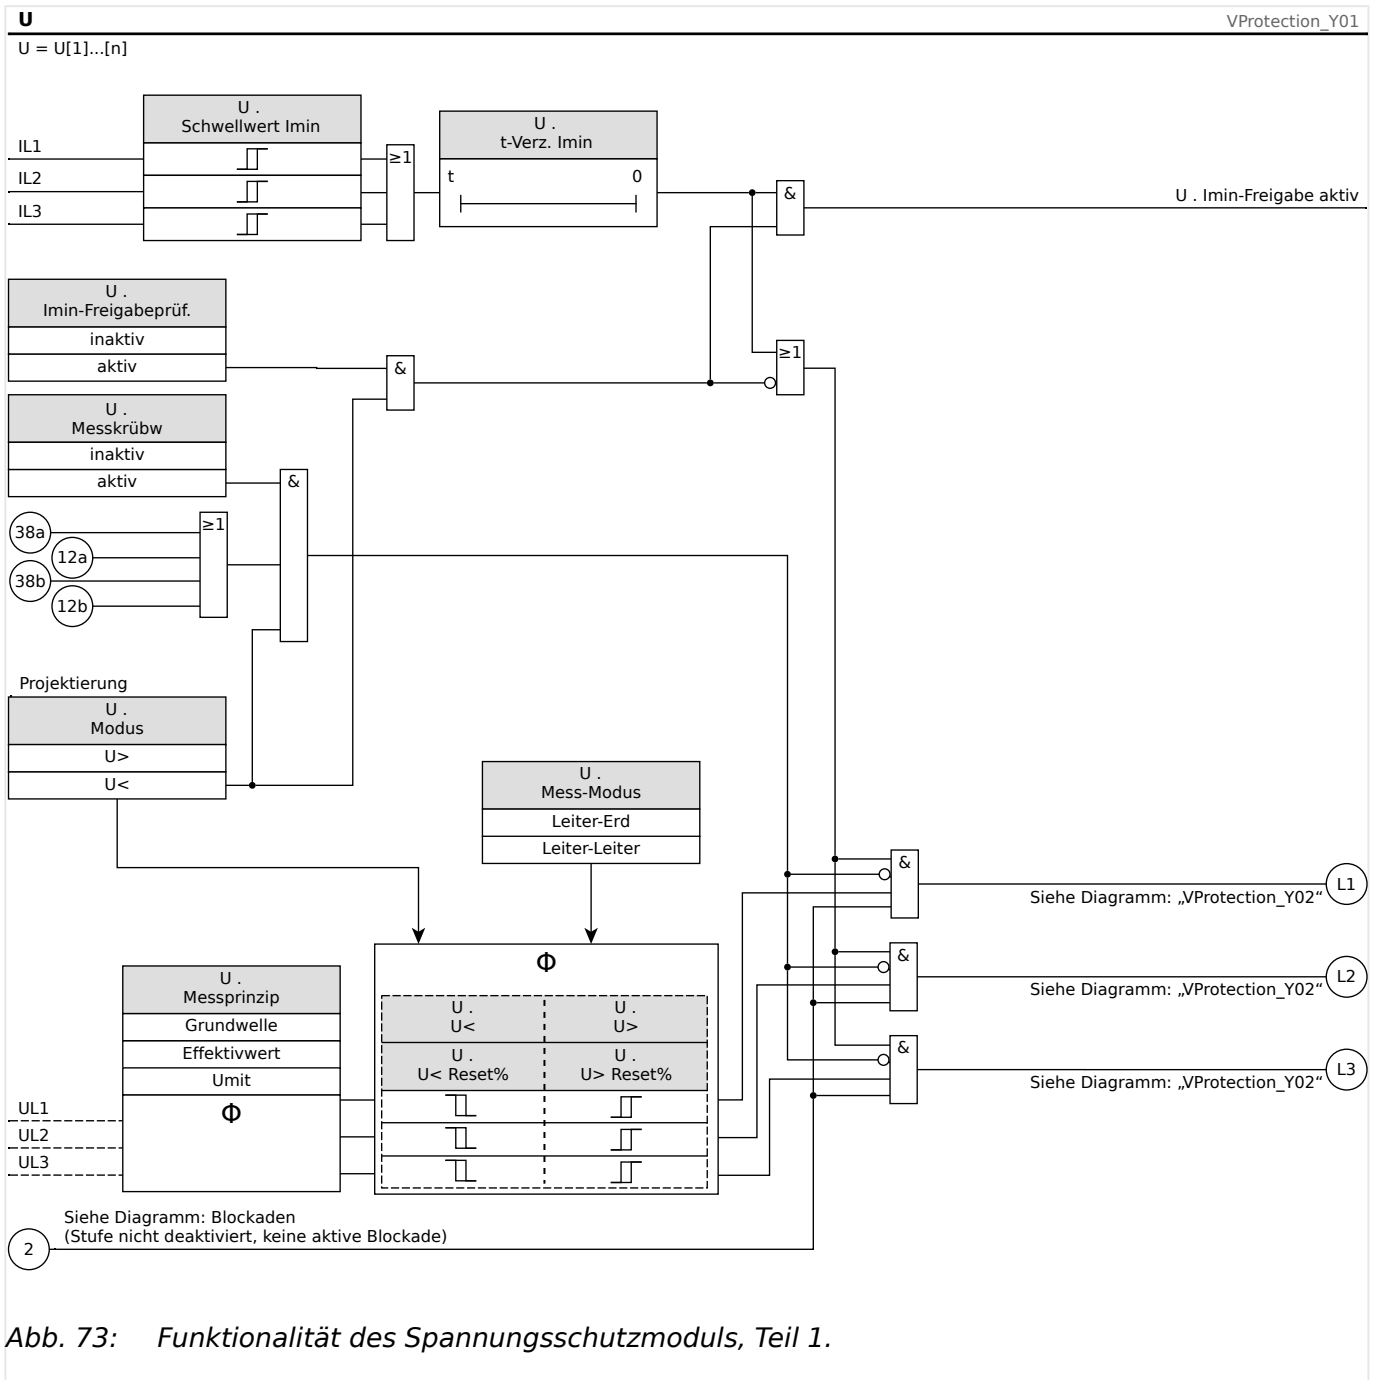 U
VProtection_Y01
U = U[1]...[n]
U .
Schwellwert Imin
IL1
IL2
IL3
≥1
U .
t-Verz. Imin
t
0
&
U . Imin-Freigabe aktiv
U .
Imin-Freigabeprüf.
inaktiv
aktiv
&
≥1
U .
Messkrübw
inaktiv
aktiv
&
38a
12a
38b
12b
≥1
Projektierung
U .
Modus
U>
U<
U .
Mess-Modus
Leiter-Erd
Leiter-Leiter
&
L1
Siehe Diagramm: „VProtection_Y02“
&
L2
Siehe Diagramm: „VProtection_Y02“
&
L3
Siehe Diagramm: „VProtection_Y02“
Φ
U .
U<
U .
U>
U .
U< Reset%
U .
U> Reset%
U .
Messprinzip
Grundwelle
Effektivwert
Umit
Φ
UL1
UL2
UL3
Siehe Diagramm: Blockaden
(Stufe nicht deaktiviert, keine aktive Blockade)
2
Abb. 73: Funktionalität des Spannungsschutzmoduls, Teil 1.